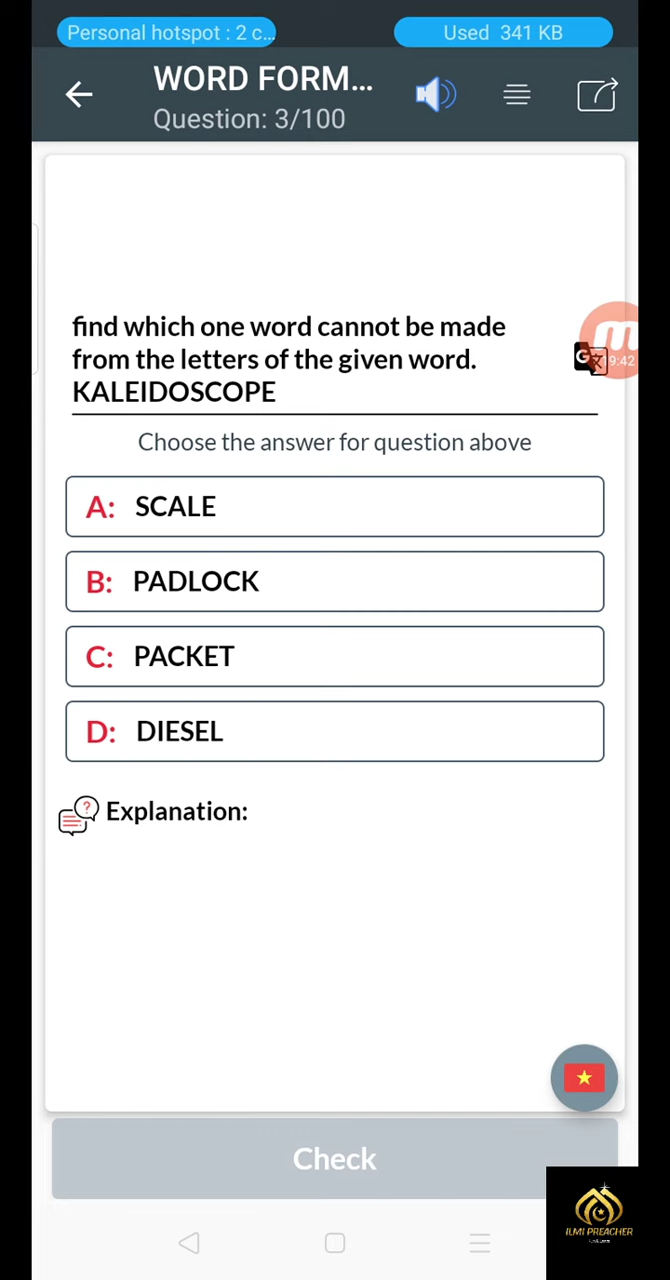 Personal hotspot : 2 c...
Used 341 KB
WORD FORM...
Question: 3/100
find which one word cannot be made
from the letters of the given word.
KALEIDOSCOPE
19:42
Choose the answer for question above
A: SCALE
B: PADLOCK
C: PACKET
D: DIESEL
Explanation:
Check
ILMI PREACHER